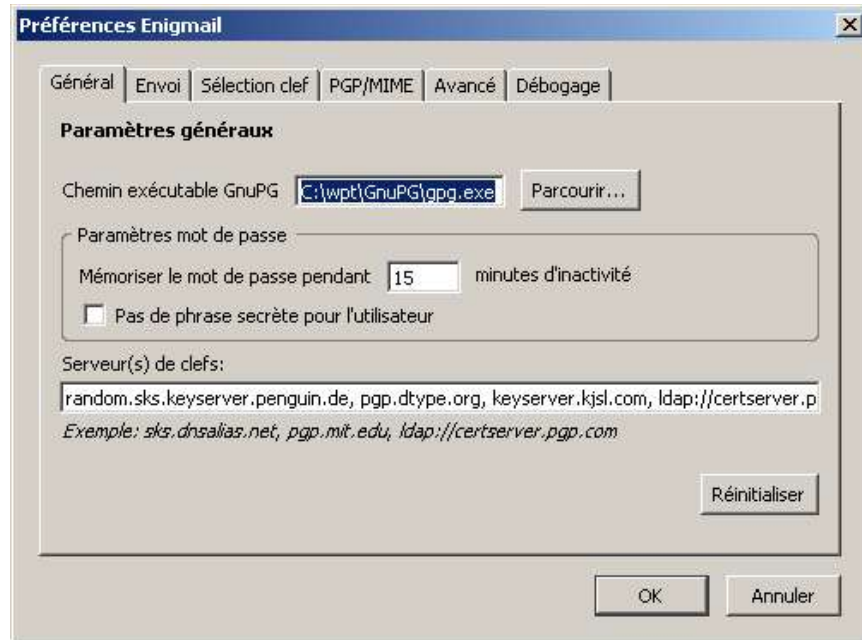 Préférences Enigmail
Général Envoi Sélection clef PGP/MIME Avancé Débogage
Paramètres généraux
Chemin exécutable GnuPG C:\wpt\GnuPG\gpg.exe Parcourir...
Paramètres mot de passe
Mémoriser le mot de passe pendant 15 minutes d'inactivité
Pas de phrase secrète pour l'utilisateur
Serveur(s) de clefs:
random.sks.keyserver.penguin.de, pgp.dtype.org, keyserver.kjsl.com, ldap://certserver.p
Exemple: sks.dnsalias.net, pgp.mit.edu, ldap://certserver.pgp.com
Réinitialiser
OK Annuler